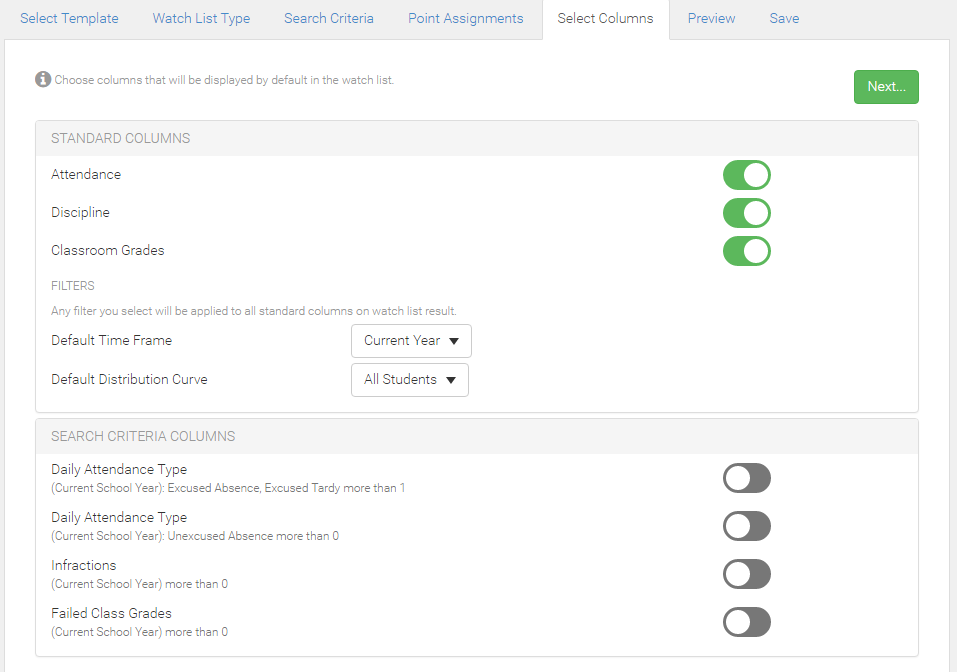 Select Template Watch List Type Search Criteria Point Assignments Select Columns Preview Save
Choose columns that will be displayed by default in the watch list.
Next...
STANDARD COLUMNS
Attendance
Discipline
Classroom Grades
FILTERS
Any filter you select will be applied to all standard columns on watch list result.
Default Time Frame Current Year
Default Distribution Curve All Students
SEARCH CRITERIA COLUMNS
Daily Attendance Type
(Current School Year): Excused Absence, Excused Tardy more than 1
Daily Attendance Type
(Current School Year): Unexcused Absence more than 0
Infractions
(Current School Year) more than 0
Failed Class Grades
(Current School Year) more than 0